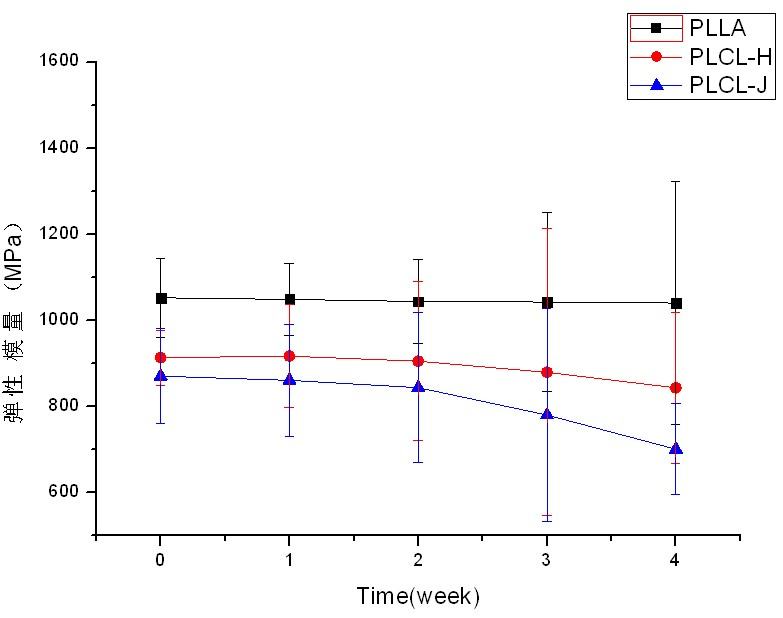 PLLA
PLCL-H
PLCL-J
1600
1400
1200
1000
800
600
弹性 模量 (MPa)
0 1 2 3 4
Time(week)